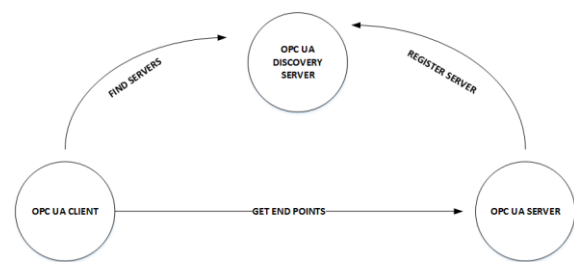 OPC UA
DISCOVERY
SERVER
FIND SERVERS
REGISTER SERVER
OPC UA CLIENT
GET END POINTS
OPC UA SERVER